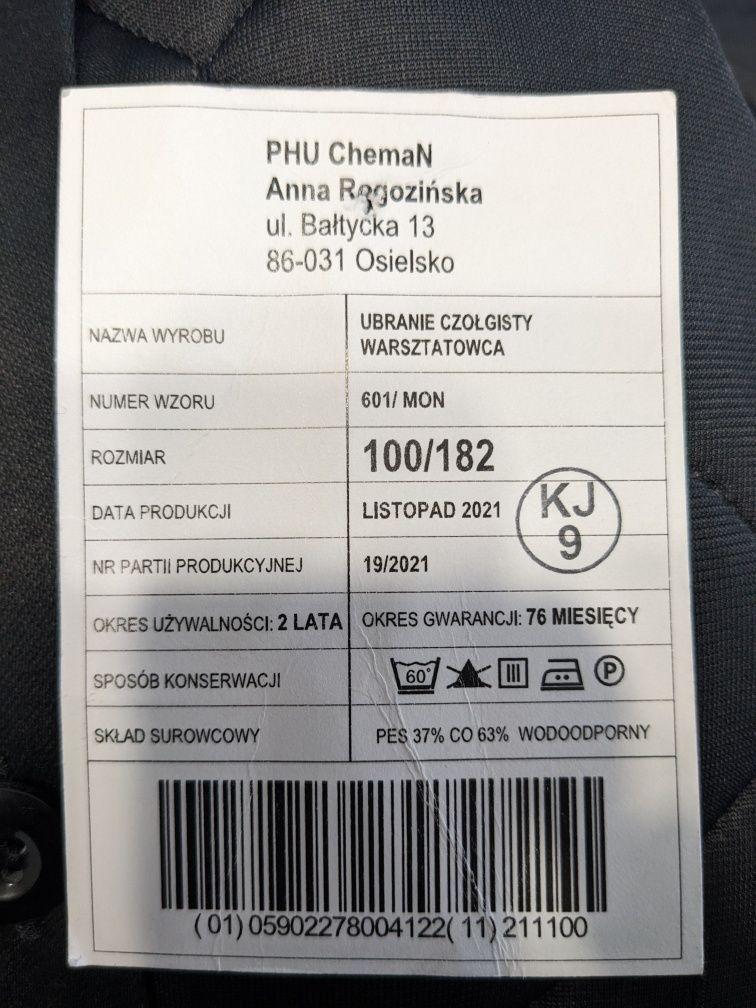 PHU ChemaN
Anna Rogozińska
ul. Bałtycka 13
86-031 Osielsko
NAZWA WYROBU
UBRANIE CZOŁGISTY
WARSZTATOWCA
NUMER WZORU 601/ MON
ROZMIAR 100/182
DATA PRODUKCJI LISTOPAD 2021
KJ
9
NR PARTII PRODUKCYJNEJ 19/2021
OKRES UŻYWALNOŚCI: 2 LATA OKRES GWARANCJI: 76 MIESIĘCY
SPOSÓB KONSERWACJI 60° P
SKŁAD SUROWCOWY PES 37% CO 63% WODOODPORNY
(01)05902278004122(11)211100